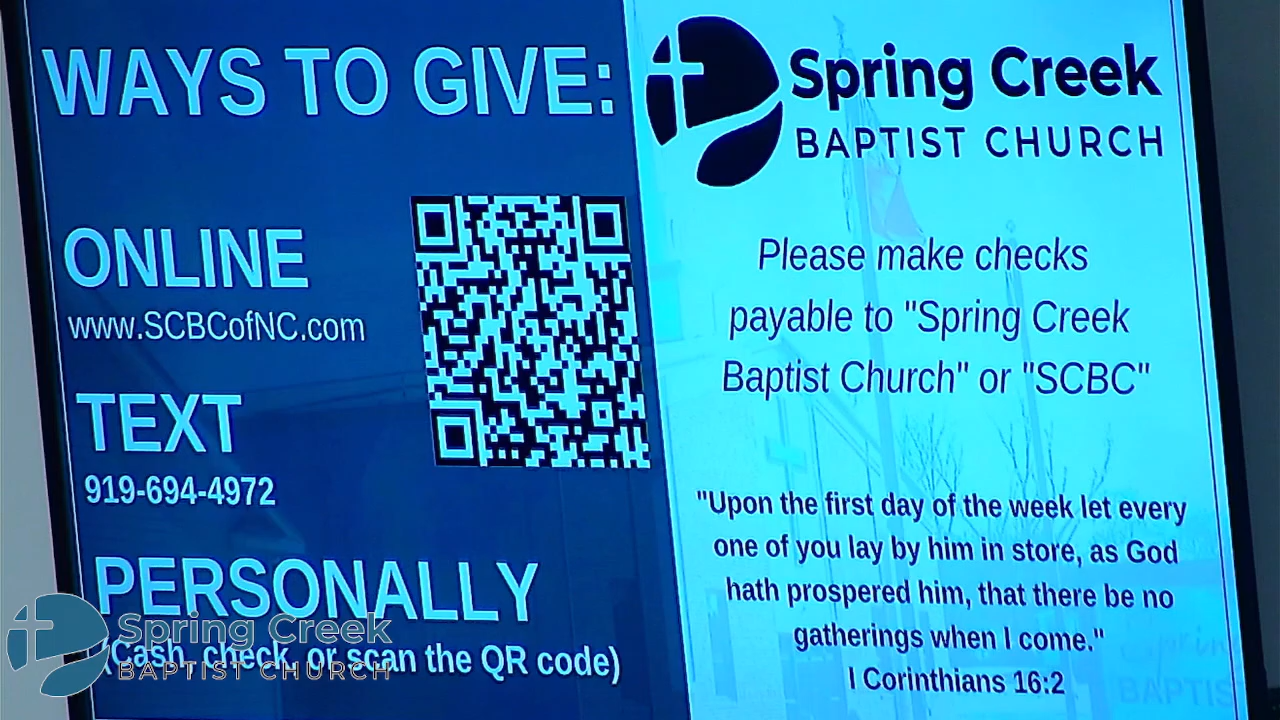 WAYS TO GIVE:
ONLINE
www.SCBCofNC.com
TEXT
919-694-4972
PERSONALLY
(Cash, check, or scan the QR code)
Spring Creek
BAPTIST CHURCH
Spring Creek
BAPTIST CHURCH
Please make checks
payable to "Spring Creek
Baptist Church" or "SCBC"
"Upon the first day of the week let every
one of you lay by him in store, as God
hath prospered him, that there be no
gatherings when I come."
I Corinthians 16:2
BAPTIS